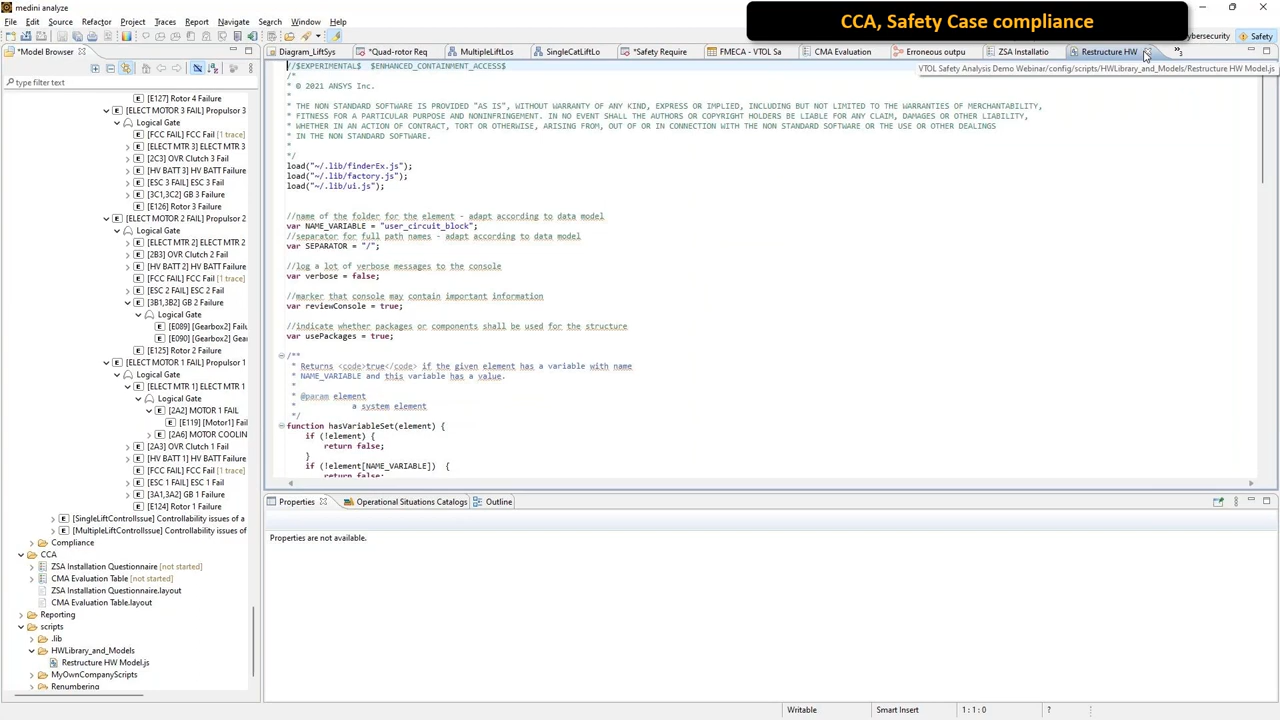 medini analyze
CCA, Safety Case compliance
File Edit Source Refactor Project Traces Report Navigate Search Run Window Help
ybersecurity Safety
*Model Browser
Diagram_LiftSys *Quad-rotor Req MultipleLiftLos SingleCatLiftLo *Safety Require FMECA - VTOL Sa CMA Evaluation Erroneous outpu ZSA Installatio Restructure HW
VTOL Safety Analysis Demo Webinar/config/scripts/HWLibrary_and_Models/Restructure HW Model.js
type filter text
[E127] Rotor 4 Failure
[ELECT MOTOR 3 FAIL] Propulsor 3
Logical Gate
[FCC FAIL] FCC Fail [1 trace]
[ELECT MTR 3] ELECT MTR 3
[2C3] OVR Clutch 3 Fail
[HV BATT 3] HV BATT Failure
[ESC 3 FAIL] ESC 3 Fail
[3C1,3C2] GB 3 Failure
[E126] Rotor 3 Failure
[ELECT MOTOR 2 FAIL] Propulsor 2
Logical Gate
[ELECT MTR 2] ELECT MTR 2
[2B3] OVR Clutch 2 Fail
[HV BATT 2] HV BATT Failure
[FCC FAIL] FCC Fail [1 trace]
[ESC 2 FAIL] ESC 2 Fail
[3B1,3B2] GB 2 Failure
Logical Gate
[E089] [Gearbox2] Failu
[E090] [Gearbox2] Gea
[E125] Rotor 2 Failure
[ELECT MOTOR 1 FAIL] Propulsor 1
Logical Gate
[ELECT MTR 1] ELECT MTR 1
Logical Gate
[2A2] MOTOR 1 FAIL
[E119] [Motor1] Fail
[2A6] MOTOR COOLIN
[2A3] OVR Clutch 1 Fail
[HV BATT 1] HV BATT Failure
[FCC FAIL] FCC Fail [1 trace]
[ESC 1 FAIL] ESC 1 Fail
[3A1,3A2] GB 1 Failure
[E124] Rotor 1 Failure
[SingleLiftControlIssue] Controllability issues of a
[MultipleLiftControlIssue] Controllability issues of
Compliance
CCA
ZSA Installation Questionnaire [not started]
CMA Evaluation Table [not started]
ZSA Installation Questionnaire.layout
CMA Evaluation Table.layout
Reporting
scripts
.lib
HWLibrary_and_Models
Restructure HW Model.js
MyOwnCompanyScripts
Renumbering
//$EXPERIMENTAL$ $ENHANCED_CONTAINMENT_ACCESS$
/*
* © 2021 ANSYS Inc.
*
* THE NON STANDARD SOFTWARE IS PROVIDED "AS IS", WITHOUT WARRANTY OF ANY KIND, EXPRESS OR IMPLIED, INCLUDING BUT NOT LIMITED TO THE WARRANTIES OF MERCHANTABILITY,
* FITNESS FOR A PARTICULAR PURPOSE AND NONINFRINGEMENT. IN NO EVENT SHALL THE AUTHORS OR COPYRIGHT HOLDERS BE LIABLE FOR ANY CLAIM, DAMAGES OR OTHER LIABILITY,
* WHETHER IN AN ACTION OF CONTRACT, TORT OR OTHERWISE, ARISING FROM, OUT OF OR IN CONNECTION WITH THE NON STANDARD SOFTWARE OR THE USE OR OTHER DEALINGS
* IN THE NON STANDARD SOFTWARE.
*
*/
load("~/.lib/finderEx.js");
load("~/.lib/factory.js");
load("~/.lib/ui.js");
//name of the folder for the element - adapt according to data model
var NAME_VARIABLE = "user_circuit_block";
//separator for full path names - adapt according to data model
var SEPARATOR = "/";
//log a lot of verbose messages to the console
var verbose = false;
//marker that console may contain important information
var reviewConsole = true;
//indicate whether packages or components shall be used for the structure
var usePackages = true;
/**
* Returns <code>true</code> if the given element has a variable with name
* NAME_VARIABLE and this variable has a value.
*
* @param element
* a system element
*/
function hasVariableSet(element) {
if (!element) {
return false;
}
if (!element[NAME_VARIABLE]) {
return false;
Properties Operational Situations Catalogs Outline
Properties are not available.
Writable Smart Insert 1 : 1 : 0 ?